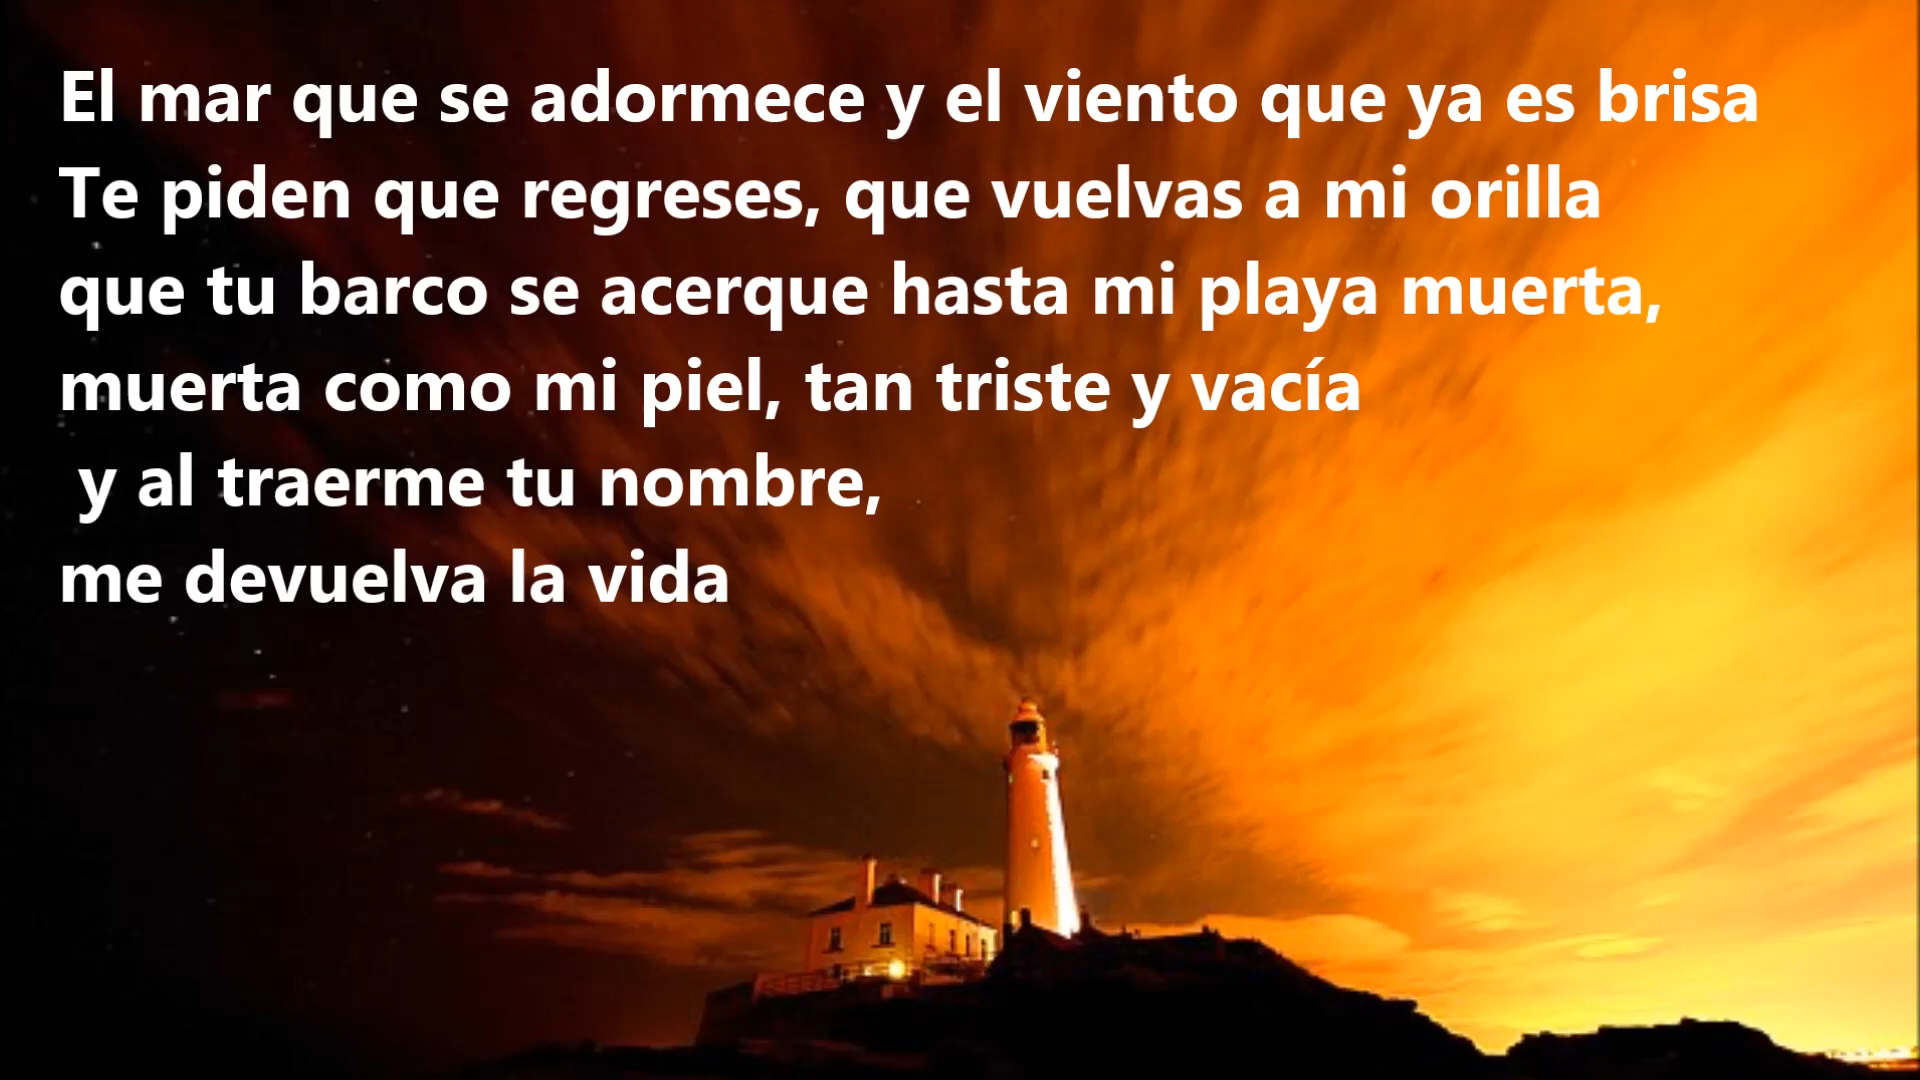 El mar que se adormece y el viento que ya es brisa
Te piden que regreses, que vuelvas a mi orilla
que tu barco se acerque hasta mi playa muerta,
muerta como mi piel, tan triste y vacía
y al traerme tu nombre,
me devuelva la vida